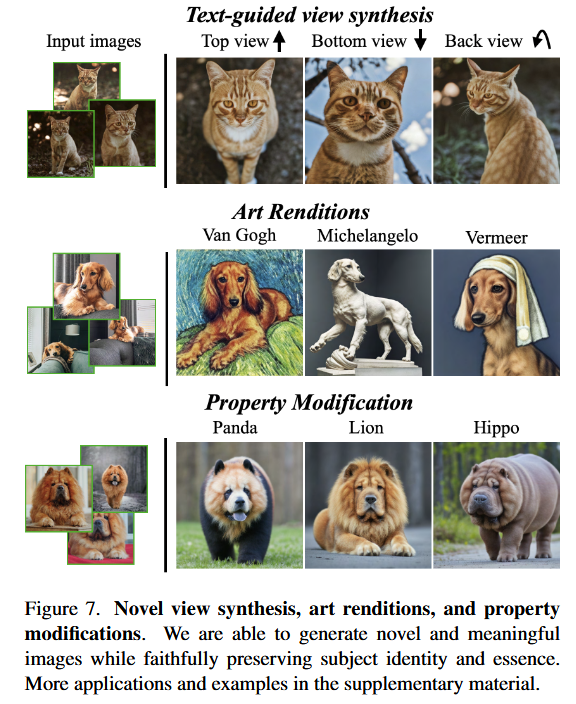 Text-guided view synthesis
Input images
Top view
Bottom view
Back view
Art Renditions
Van Gogh
Michelangelo
Vermeer
Property Modification
Panda
Lion
Hippo
Figure 7. Novel view synthesis, art renditions, and property
modifications. We are able to generate novel and meaningful
images while faithfully preserving subject identity and essence.
More applications and examples in the supplementary material.